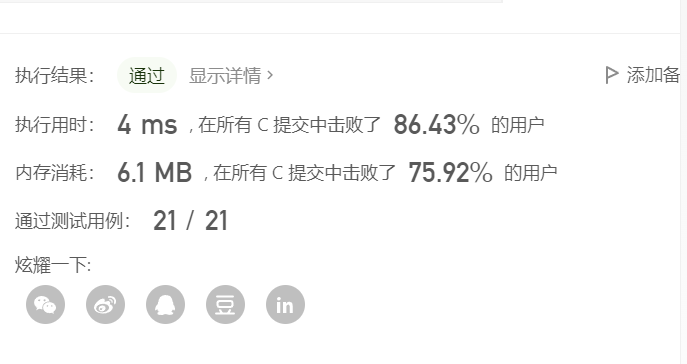 执行结果： 通过 显示详情 > 添加备
执行用时： 4 ms , 在所有 C 提交中击败了 86.43% 的用户
内存消耗： 6.1 MB , 在所有 C 提交中击败了 75.92% 的用户
通过测试用例： 21 / 21
炫耀一下:
豆 in